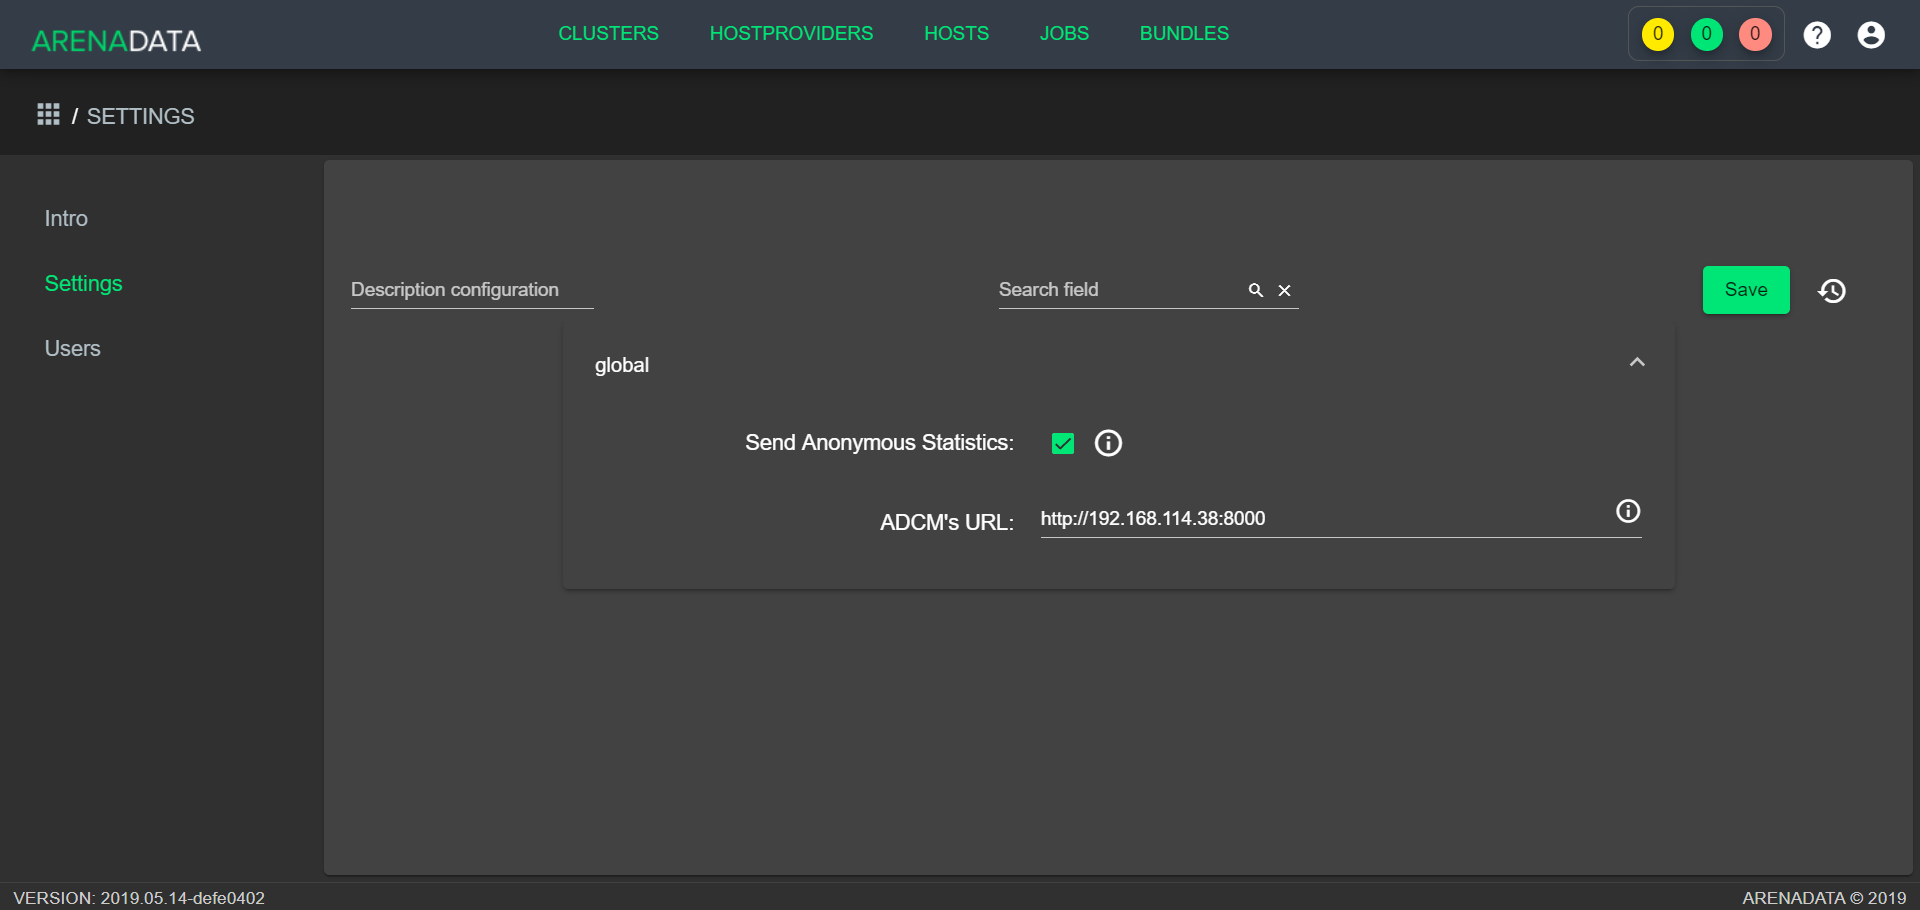 ARENADATA CLUSTERS HOSTPROVIDERS HOSTS JOBS BUNDLES 0 0 0 ?
/ SETTINGS
Intro
Settings
Users
Description configuration Search field Save
global
Send Anonymous Statistics:
ADCM's URL: http://192.168.114.38:8000
VERSION: 2019.05.14-defe0402 ARENADATA © 2019